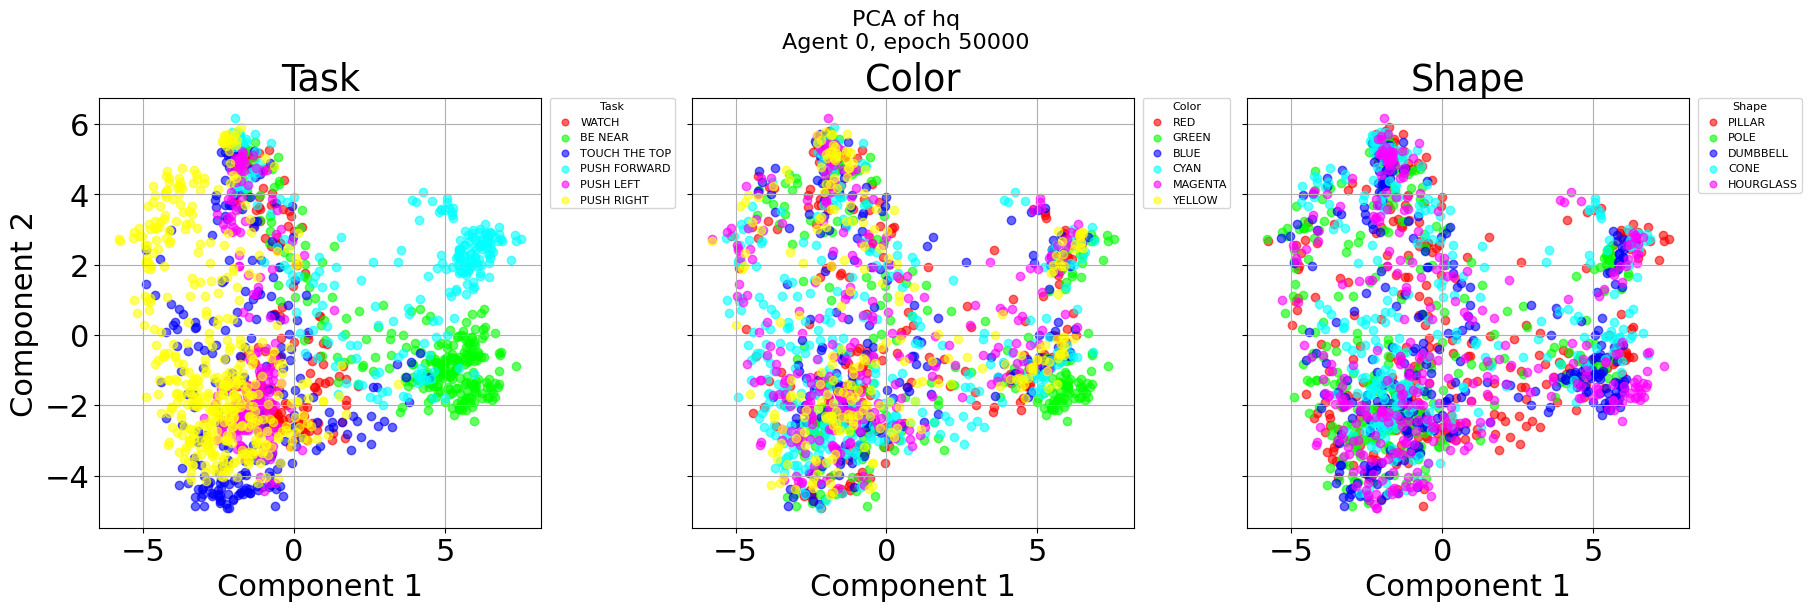 PCA of hq
Agent 0, epoch 50000
Task
Color
Shape
Component 2
6
4
2
0
−2
−4
−5 0 5
Component 1
Task
WATCH
BE NEAR
TOUCH THE TOP
PUSH FORWARD
PUSH LEFT
PUSH RIGHT
−5 0 5
Component 1
Color
RED
GREEN
BLUE
CYAN
MAGENTA
YELLOW
−5 0 5
Component 1
Shape
PILLAR
POLE
DUMBBELL
CONE
HOURGLASS